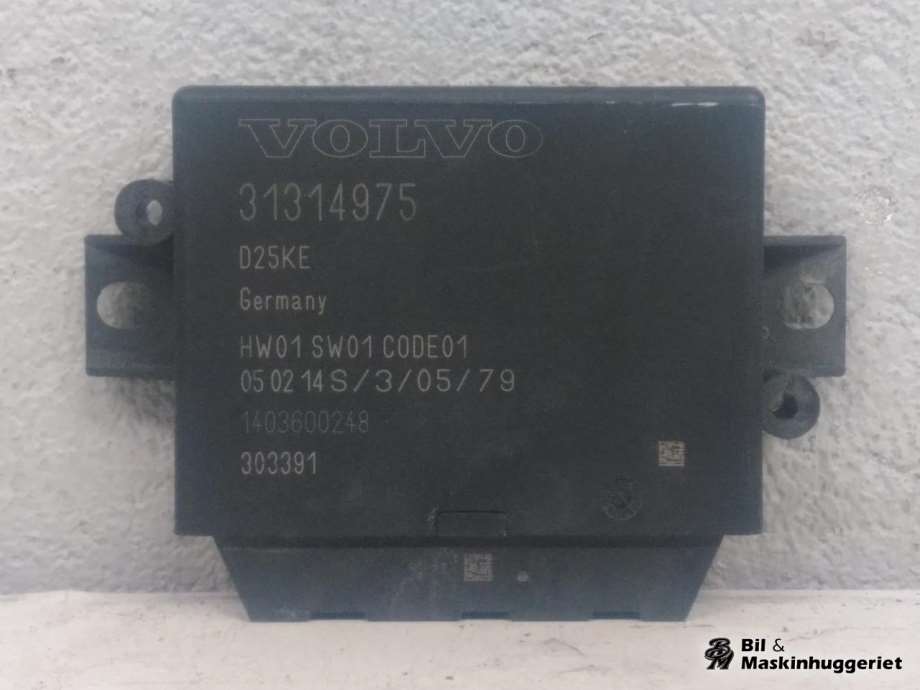 VOLVO
31314975
D25KE
Germany
HW01 SW01 CODE01
05 02 14 S/3/05/79
1403600248
303391
Bil &
Maskinhuggeriet